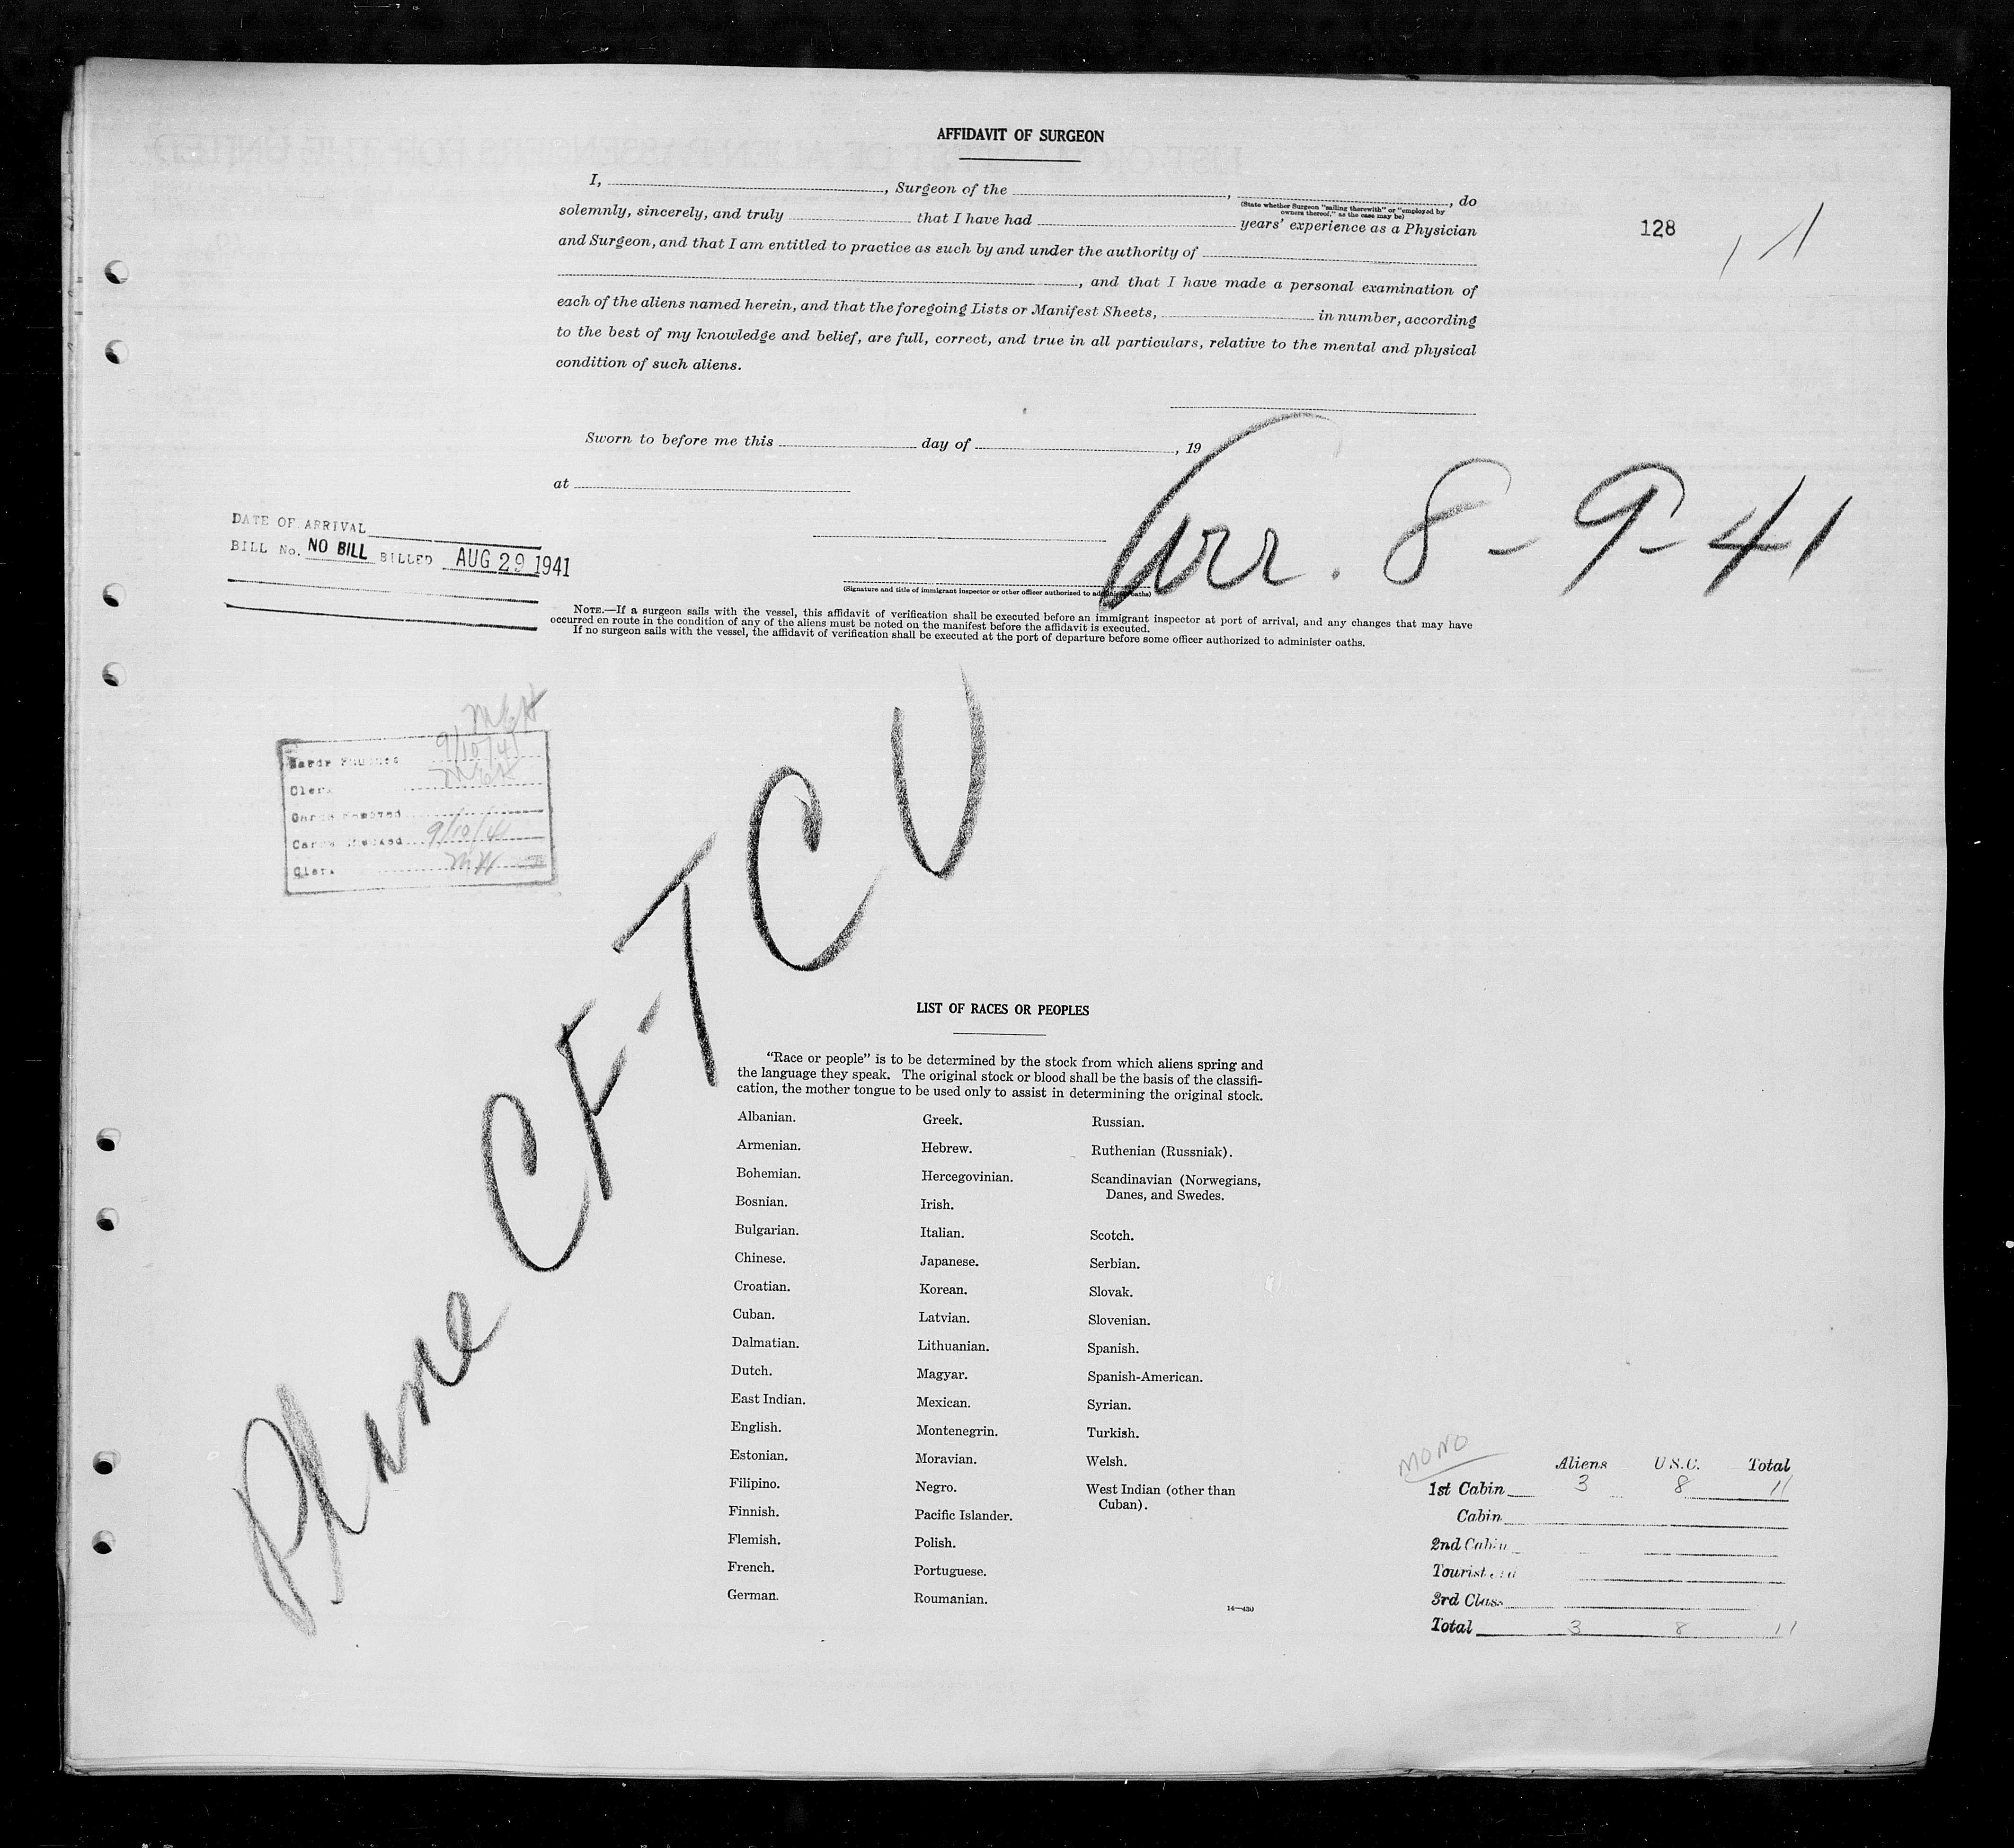 AFFIDAVIT OF SURGEON
I, , Surgeon of the , , do
(State whether Surgeon "sailing therewith" or "employed by
owners thereof," as the case may be)
solemnly, sincerely, and truly that I have had years' experience as a Physician
and Surgeon, and that I am entitled to practice as such by and under the authority of
, and that I have made a personal examination of
each of the aliens named herein, and that the foregoing Lists or Manifest Sheets, in number, according
to the best of my knowledge and belief, are full, correct, and true in all particulars, relative to the mental and physical
condition of such aliens.
128
Sworn to before me this day of , 19
at
Arr. 8-9-41
DATE OF ARRIVAL
BILL No. NO BILL BILLED AUG 29 1941
(Signature and title of immigrant inspector or other officer authorized to administer oaths)
NOTE.—If a surgeon sails with the vessel, this affidavit of verification shall be executed before an immigrant inspector at port of arrival, and any changes that may have
occurred en route in the condition of any of the aliens must be noted on the manifest before the affidavit is executed.
If no surgeon sails with the vessel, the affidavit of verification shall be executed at the port of departure before some officer authorized to administer oaths.
9/10/41
Clerk
Cards Removed
Cards Checked 9/10/41
Clerk
Plane CF-TCU
LIST OF RACES OR PEOPLES
"Race or people" is to be determined by the stock from which aliens spring and
the language they speak. The original stock or blood shall be the basis of the classifi-
cation, the mother tongue to be used only to assist in determining the original stock.
Albanian.
Armenian.
Bohemian.
Bosnian.
Bulgarian.
Chinese.
Croatian.
Cuban.
Dalmatian.
Dutch.
East Indian.
English.
Estonian.
Filipino.
Finnish.
Flemish.
French.
German.
Greek.
Hebrew.
Hercegovinian.
Irish.
Italian.
Japanese.
Korean.
Latvian.
Lithuanian.
Magyar.
Mexican.
Montenegrin.
Moravian.
Negro.
Pacific Islander.
Polish.
Portuguese.
Roumanian.
Russian.
Ruthenian (Russniak).
Scandinavian (Norwegians,
Danes, and Swedes.
Scotch.
Serbian.
Slovak.
Slovenian.
Spanish.
Spanish-American.
Syrian.
Turkish.
Welsh.
West Indian (other than
Cuban).
14—430
MONO
Aliens U.S.C. Total
1st Cabin 3 8 11
Cabin
2nd Cabin
Tourist 3rd
3rd Class
Total 3 8 11